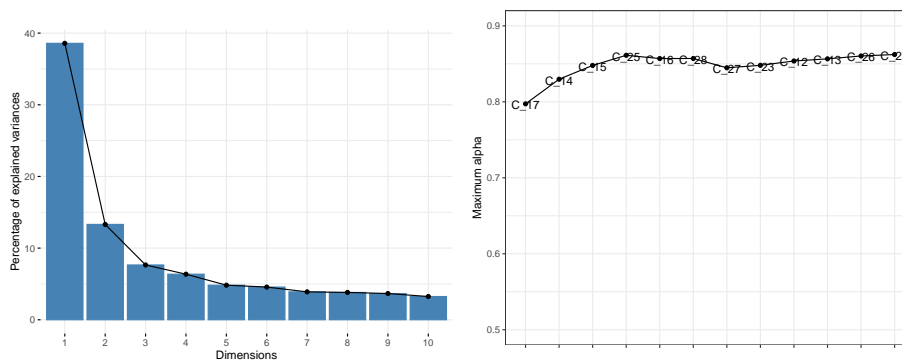 Percentage of explained variances
40
30
20
10
0
1 2 3 4 5 6 7 8 9 10
Dimensions
Maximum alpha
0.9
0.8
0.7
0.6
0.5
C_17
C_14
C_15
C_25
C_16
C_28
C_27
C_23
C_12
C_13
C_26
C_2